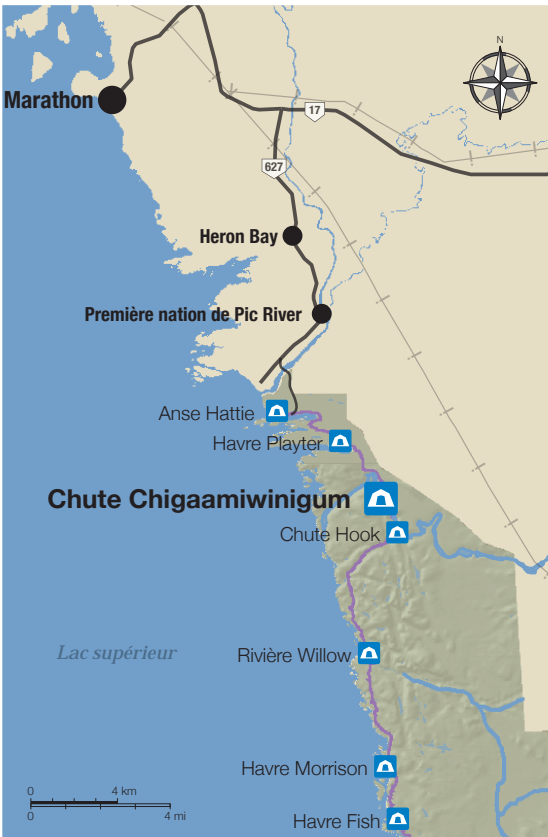 N
Marathon
17
627
Heron Bay
Première nation de Pic River
Anse Hattie
Havre Playter
Chute Chigaamiwinigum
Chute Hook
Lac supérieur
Rivière Willow
Havre Morrison
0 4 km
0 4 mi
Havre Fish